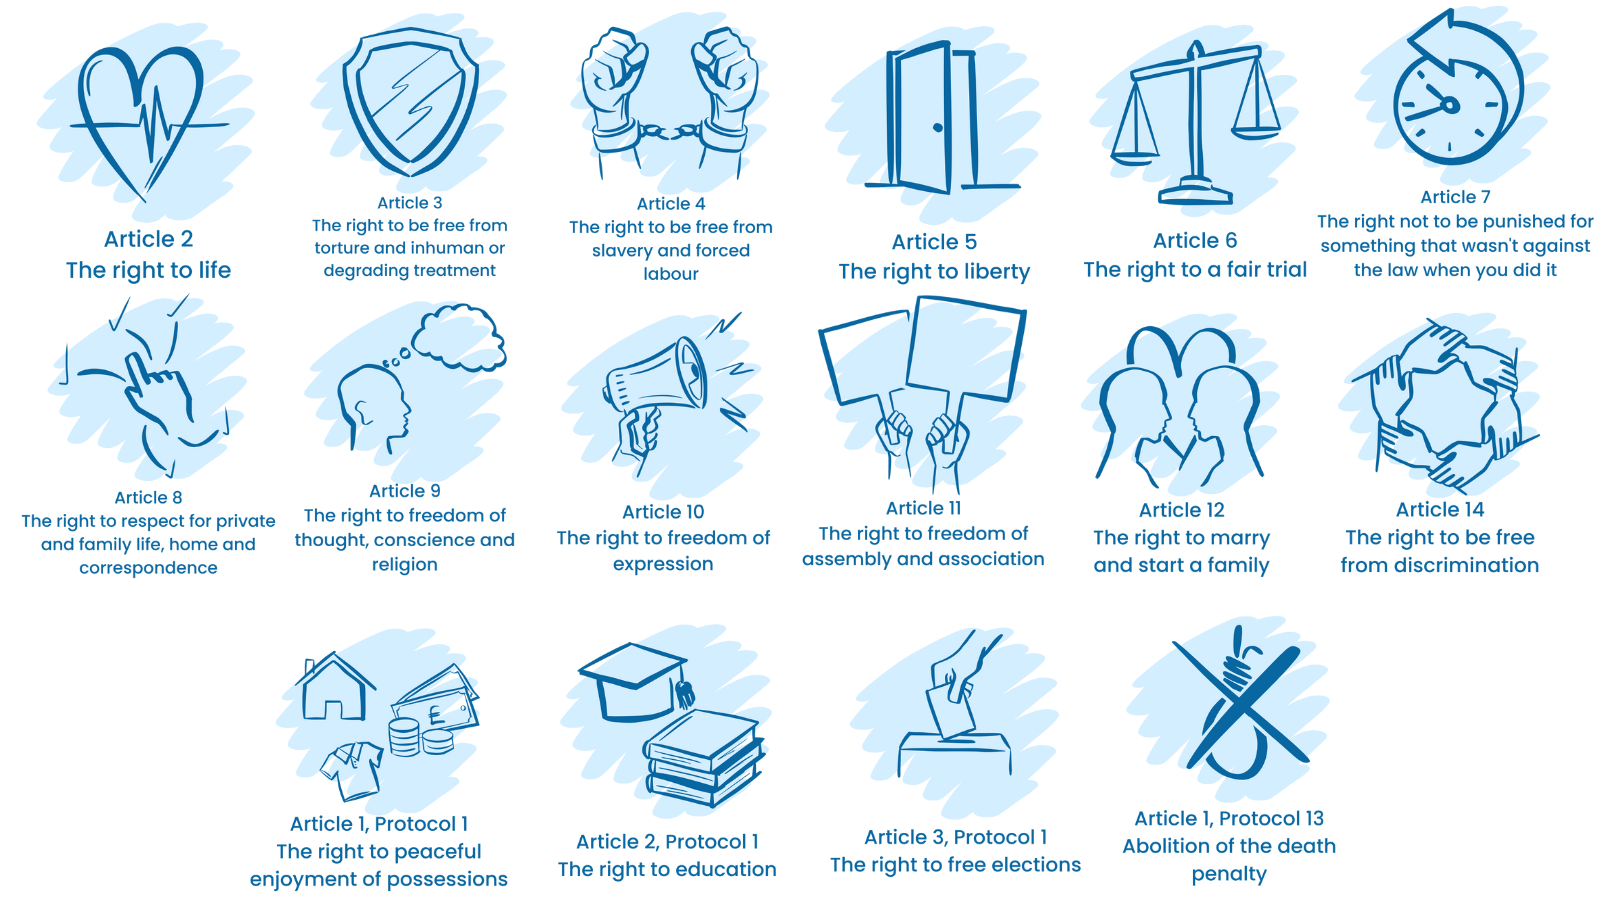 Article 2
The right to life
Article 3
The right to be free from
torture and inhuman or
degrading treatment
Article 4
The right to be free from
slavery and forced
labour
Article 5
The right to liberty
Article 6
The right to a fair trial
Article 7
The right not to be punished for
something that wasn't against
the law when you did it
Article 8
The right to respect for private
and family life, home and
correspondence
Article 9
The right to freedom of
thought, conscience and
religion
Article 10
The right to freedom of
expression
Article 11
The right to freedom of
assembly and association
Article 12
The right to marry
and start a family
Article 14
The right to be free
from discrimination
£
Article 1, Protocol 1
The right to peaceful
enjoyment of possessions
Article 2, Protocol 1
The right to education
Article 3, Protocol 1
The right to free elections
Article 1, Protocol 13
Abolition of the death
penalty